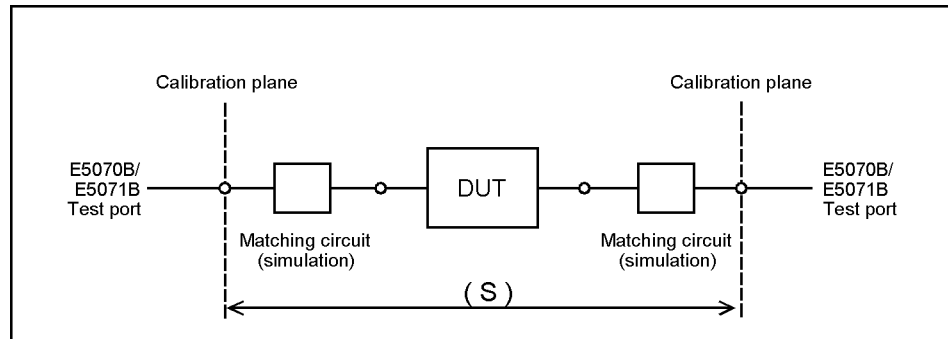 Calibration plane
Calibration plane
E5070B/
E5071B
Test port
DUT
E5070B/
E5071B
Test port
Matching circuit
(simulation)
Matching circuit
(simulation)
( S )